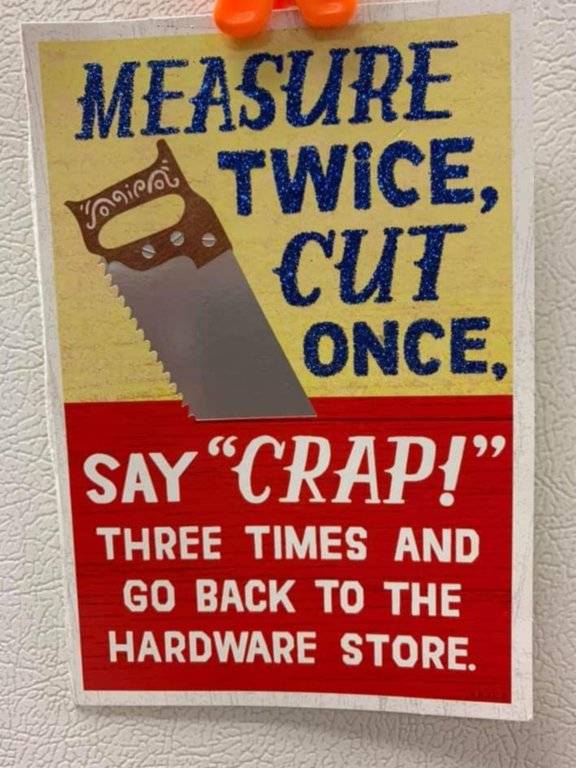 MEASURE
TWiCE,
CUT
ONCE,
SAY “CRAP!”
THREE TIMES AND
GO BACK TO THE
HARDWARE STORE.